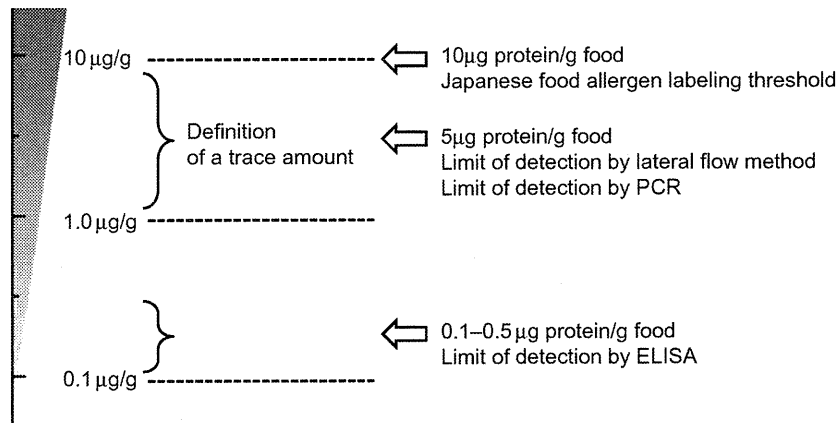 10 µg/g
10µg protein/g food
Japanese food allergen labeling threshold
Definition
of a trace amount
5µg protein/g food
Limit of detection by lateral flow method
Limit of detection by PCR
1.0 µg/g
0.1–0.5 µg protein/g food
Limit of detection by ELISA
0.1 µg/g